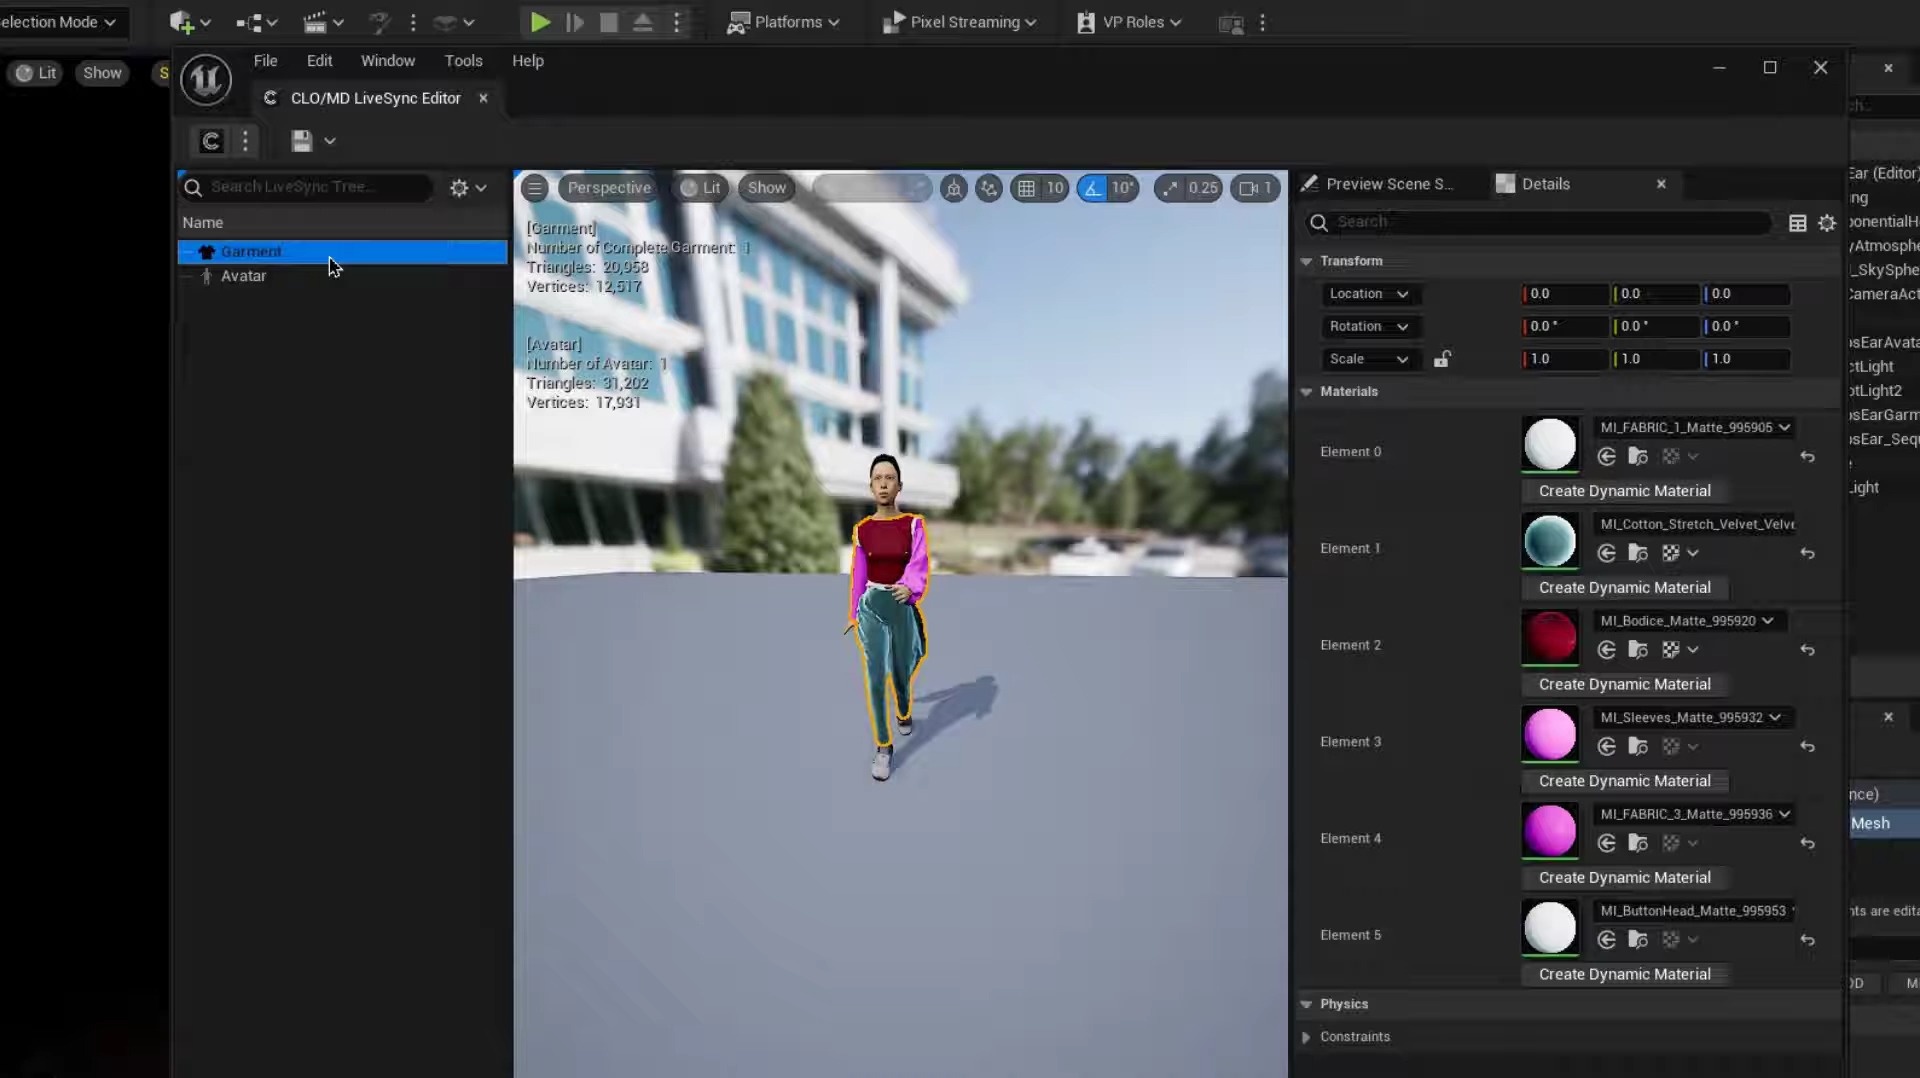 election Mode
Platforms
Pixel Streaming
VP Roles
Lit
Show
S
File
Edit
Window
Tools
Help
CLO/MD LiveSync Editor
Search LiveSync Tree...
Name
Garment
Avatar
Perspective
Lit
Show
10
10°
0.25
1
[Garment]
Number of Complete Garment: 1
Triangles: 20,958
Vertices: 12,517
[Avatar]
Number of Avatar: 1
Triangles: 31,202
Vertices: 17,931
Preview Scene S...
Details
Search
Transform
Location
0.0
0.0
0.0
Rotation
0.0 °
0.0 °
0.0 °
Scale
1.0
1.0
1.0
Materials
Element 0
MI_FABRIC_1_Matte_995905
Create Dynamic Material
Element 1
MI_Cotton_Stretch_Velvet_Velve
Create Dynamic Material
Element 2
MI_Bodice_Matte_995920
Create Dynamic Material
Element 3
MI_Sleeves_Matte_995932
Create Dynamic Material
Element 4
MI_FABRIC_3_Matte_995936
Create Dynamic Material
Element 5
MI_ButtonHead_Matte_995953
Create Dynamic Material
Physics
Constraints
Ear (Editor)
ng
ponentialH
yAtmosphe
_SkySphe
CameraAct
osEarAvata
ctLight
otLight2
osEarGarm
osEar_Sequ
e
Light
nce)
Mesh
nts are edita
OD
M